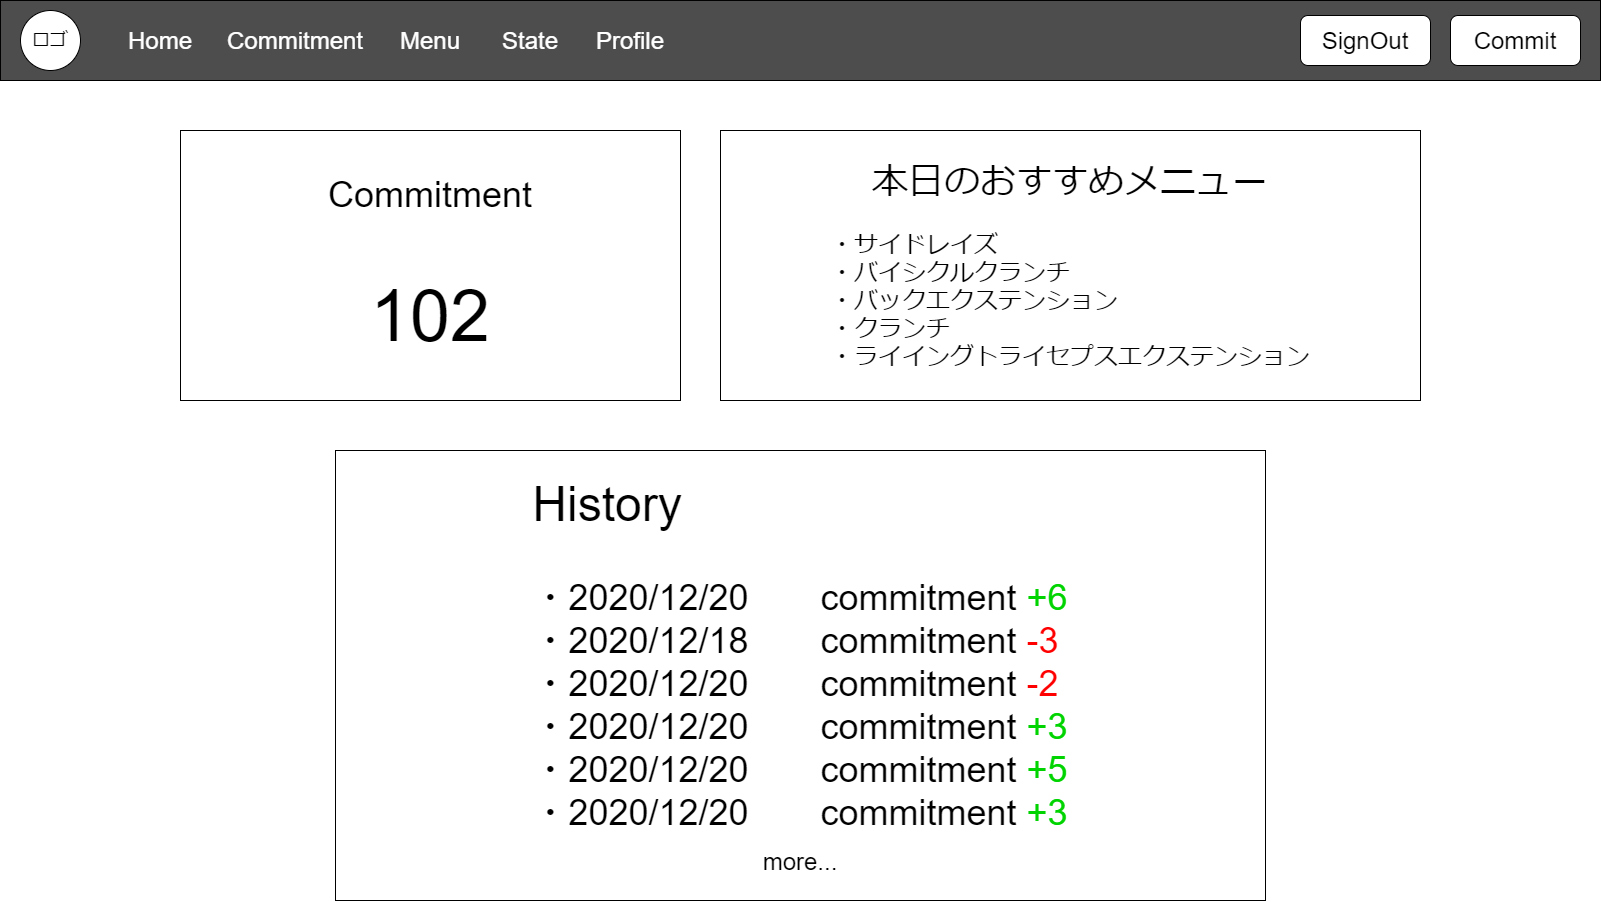 ロゴ Home Commitment Menu State Profile SignOut Commit
Commitment
102
本日のおすすめメニュー
・サイドレイズ
・バイシクルクランチ
・バックエクステンション
・クランチ
・ライイングトライセプスエクステンション
History
・2020/12/20 commitment +6
・2020/12/18 commitment -3
・2020/12/20 commitment -2
・2020/12/20 commitment +3
・2020/12/20 commitment +5
・2020/12/20 commitment +3
more...